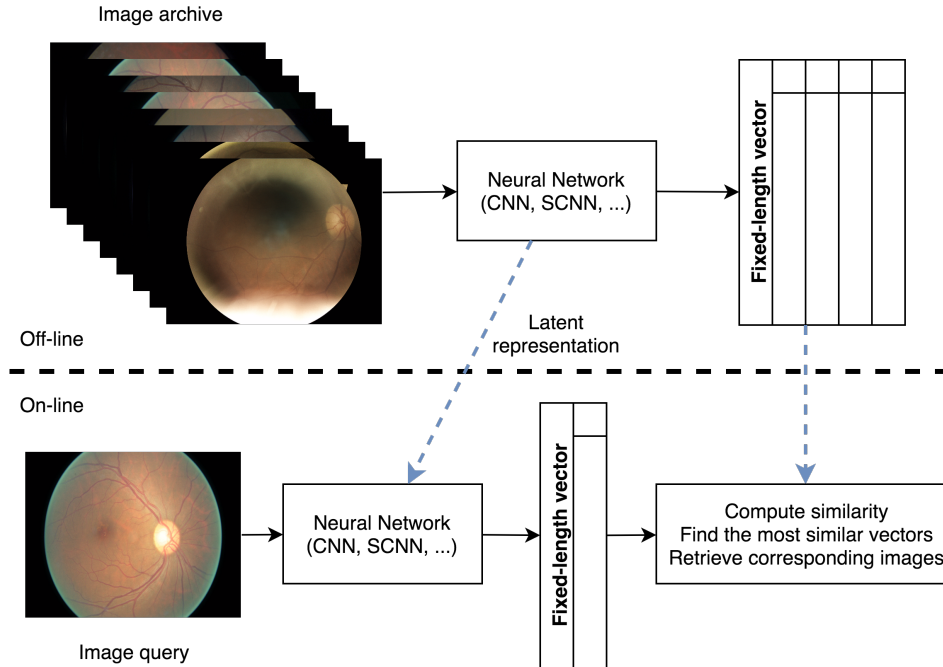 Image archive
Neural Network
(CNN, SCNN, ...)
Fixed-length vector
Off-line
Latent
representation
On-line
Neural Network
(CNN, SCNN, ...)
Fixed-length vector
Compute similarity
Find the most similar vectors
Retrieve corresponding images
Image query